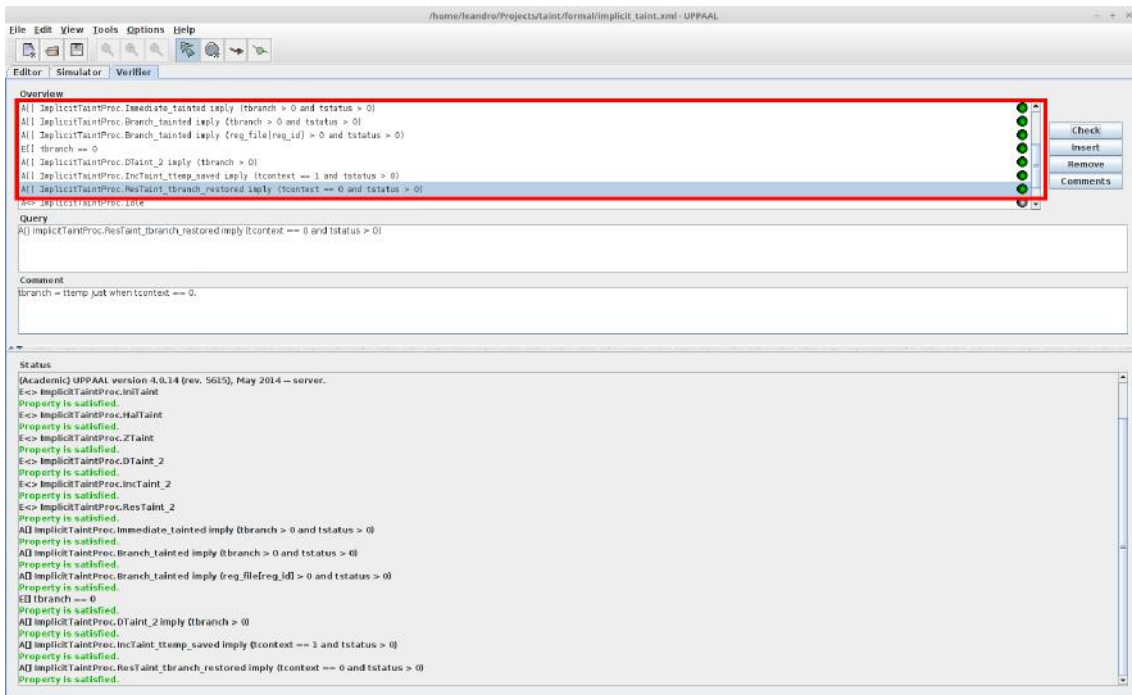 /home/leandro/Projects/taint/formal/implicit_taint.xml - UPPAAL
File Edit View Tools Options Help
Editor Simulator Verifier
Overview
A[] ImplicitTaintProc.Immediate_tainted imply (tbranch > 0 and tstatus > 0)
A[] ImplicitTaintProc.Branch_tainted imply (tbranch > 0 and tstatus > 0)
A[] ImplicitTaintProc.Branch_tainted imply (reg_file[reg_id] > 0 and tstatus > 0)
E[] tbranch == 0
A[] ImplicitTaintProc.DTaint_2 imply (tbranch > 0)
A[] ImplicitTaintProc.IncTaint_ttemp_saved imply (tcontext == 1 and tstatus > 0)
A[] ImplicitTaintProc.ResTaint_tbranch_restored imply (tcontext == 0 and tstatus > 0)
A<> ImplicitTaintProc.Idle
Check
Insert
Remove
Comments
Query
A[] ImplicitTaintProc.ResTaint_tbranch_restored imply (tcontext == 0 and tstatus > 0)
Comment
tbranch = ttemp just when tcontext == 0.
Status
(Academic) UPPAAL version 4.0.14 (rev. 5615), May 2014 -- server.
E<> ImplicitTaintProc.IniTaint
Property is satisfied.
E<> ImplicitTaintProc.HalTaint
Property is satisfied.
E<> ImplicitTaintProc.ZTaint
Property is satisfied.
E<> ImplicitTaintProc.DTaint_2
Property is satisfied.
E<> ImplicitTaintProc.IncTaint_2
Property is satisfied.
E<> ImplicitTaintProc.ResTaint_2
Property is satisfied.
A[] ImplicitTaintProc.Immediate_tainted imply (tbranch > 0 and tstatus > 0)
Property is satisfied.
A[] ImplicitTaintProc.Branch_tainted imply (tbranch > 0 and tstatus > 0)
Property is satisfied.
A[] ImplicitTaintProc.Branch_tainted imply (reg_file[reg_id] > 0 and tstatus > 0)
Property is satisfied.
E[] tbranch == 0
Property is satisfied.
A[] ImplicitTaintProc.DTaint_2 imply (tbranch > 0)
Property is satisfied.
A[] ImplicitTaintProc.IncTaint_ttemp_saved imply (tcontext == 1 and tstatus > 0)
Property is satisfied.
A[] ImplicitTaintProc.ResTaint_tbranch_restored imply (tcontext == 0 and tstatus > 0)
Property is satisfied.